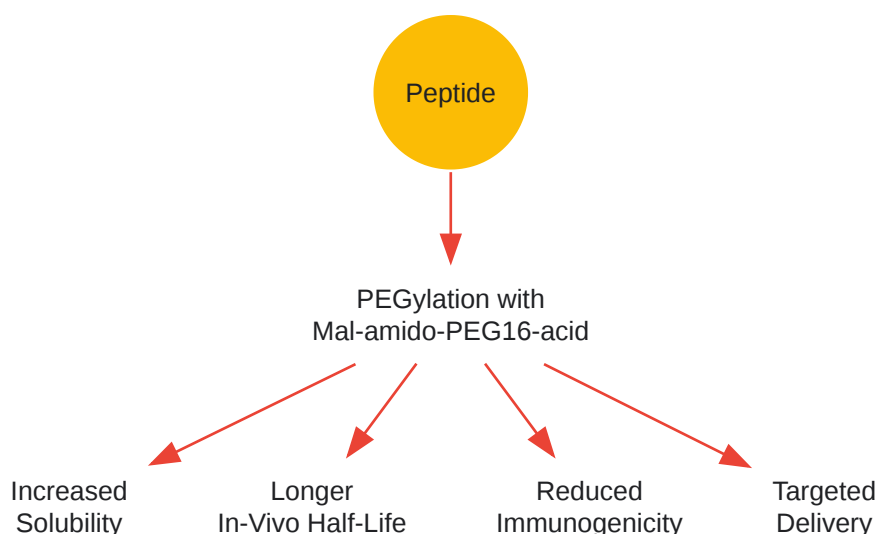 Peptide
PEGylation with
Mal-amido-PEG16-acid
Increased
Solubility
Longer
In-Vivo Half-Life
Reduced
Immunogenicity
Targeted
Delivery